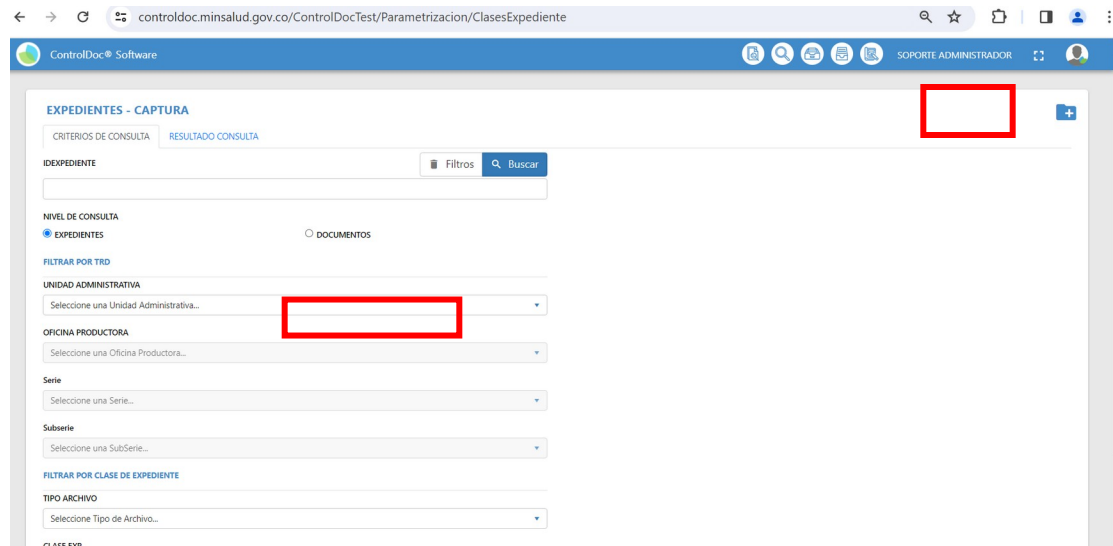 controldoc.minsalud.gov.co/ControlDocTest/Parametrizacion/ClasesExpediente
ControlDoc® Software
SOPORTE ADMINISTRADOR
EXPEDIENTES - CAPTURA
CRITERIOS DE CONSULTA RESULTADO CONSULTA
IDEXPEDIENTE
Filtros Buscar
NIVEL DE CONSULTA
EXPEDIENTES DOCUMENTOS
FILTRAR POR TRD
UNIDAD ADMINISTRATIVA
Seleccione una Unidad Administrativa...
OFICINA PRODUCTORA
Seleccione una Oficina Productora...
Serie
Seleccione una Serie...
Subserie
Seleccione una SubSerie...
FILTRAR POR CLASE DE EXPEDIENTE
TIPO ARCHIVO
Seleccione Tipo de Archivo...
CLASE EXP